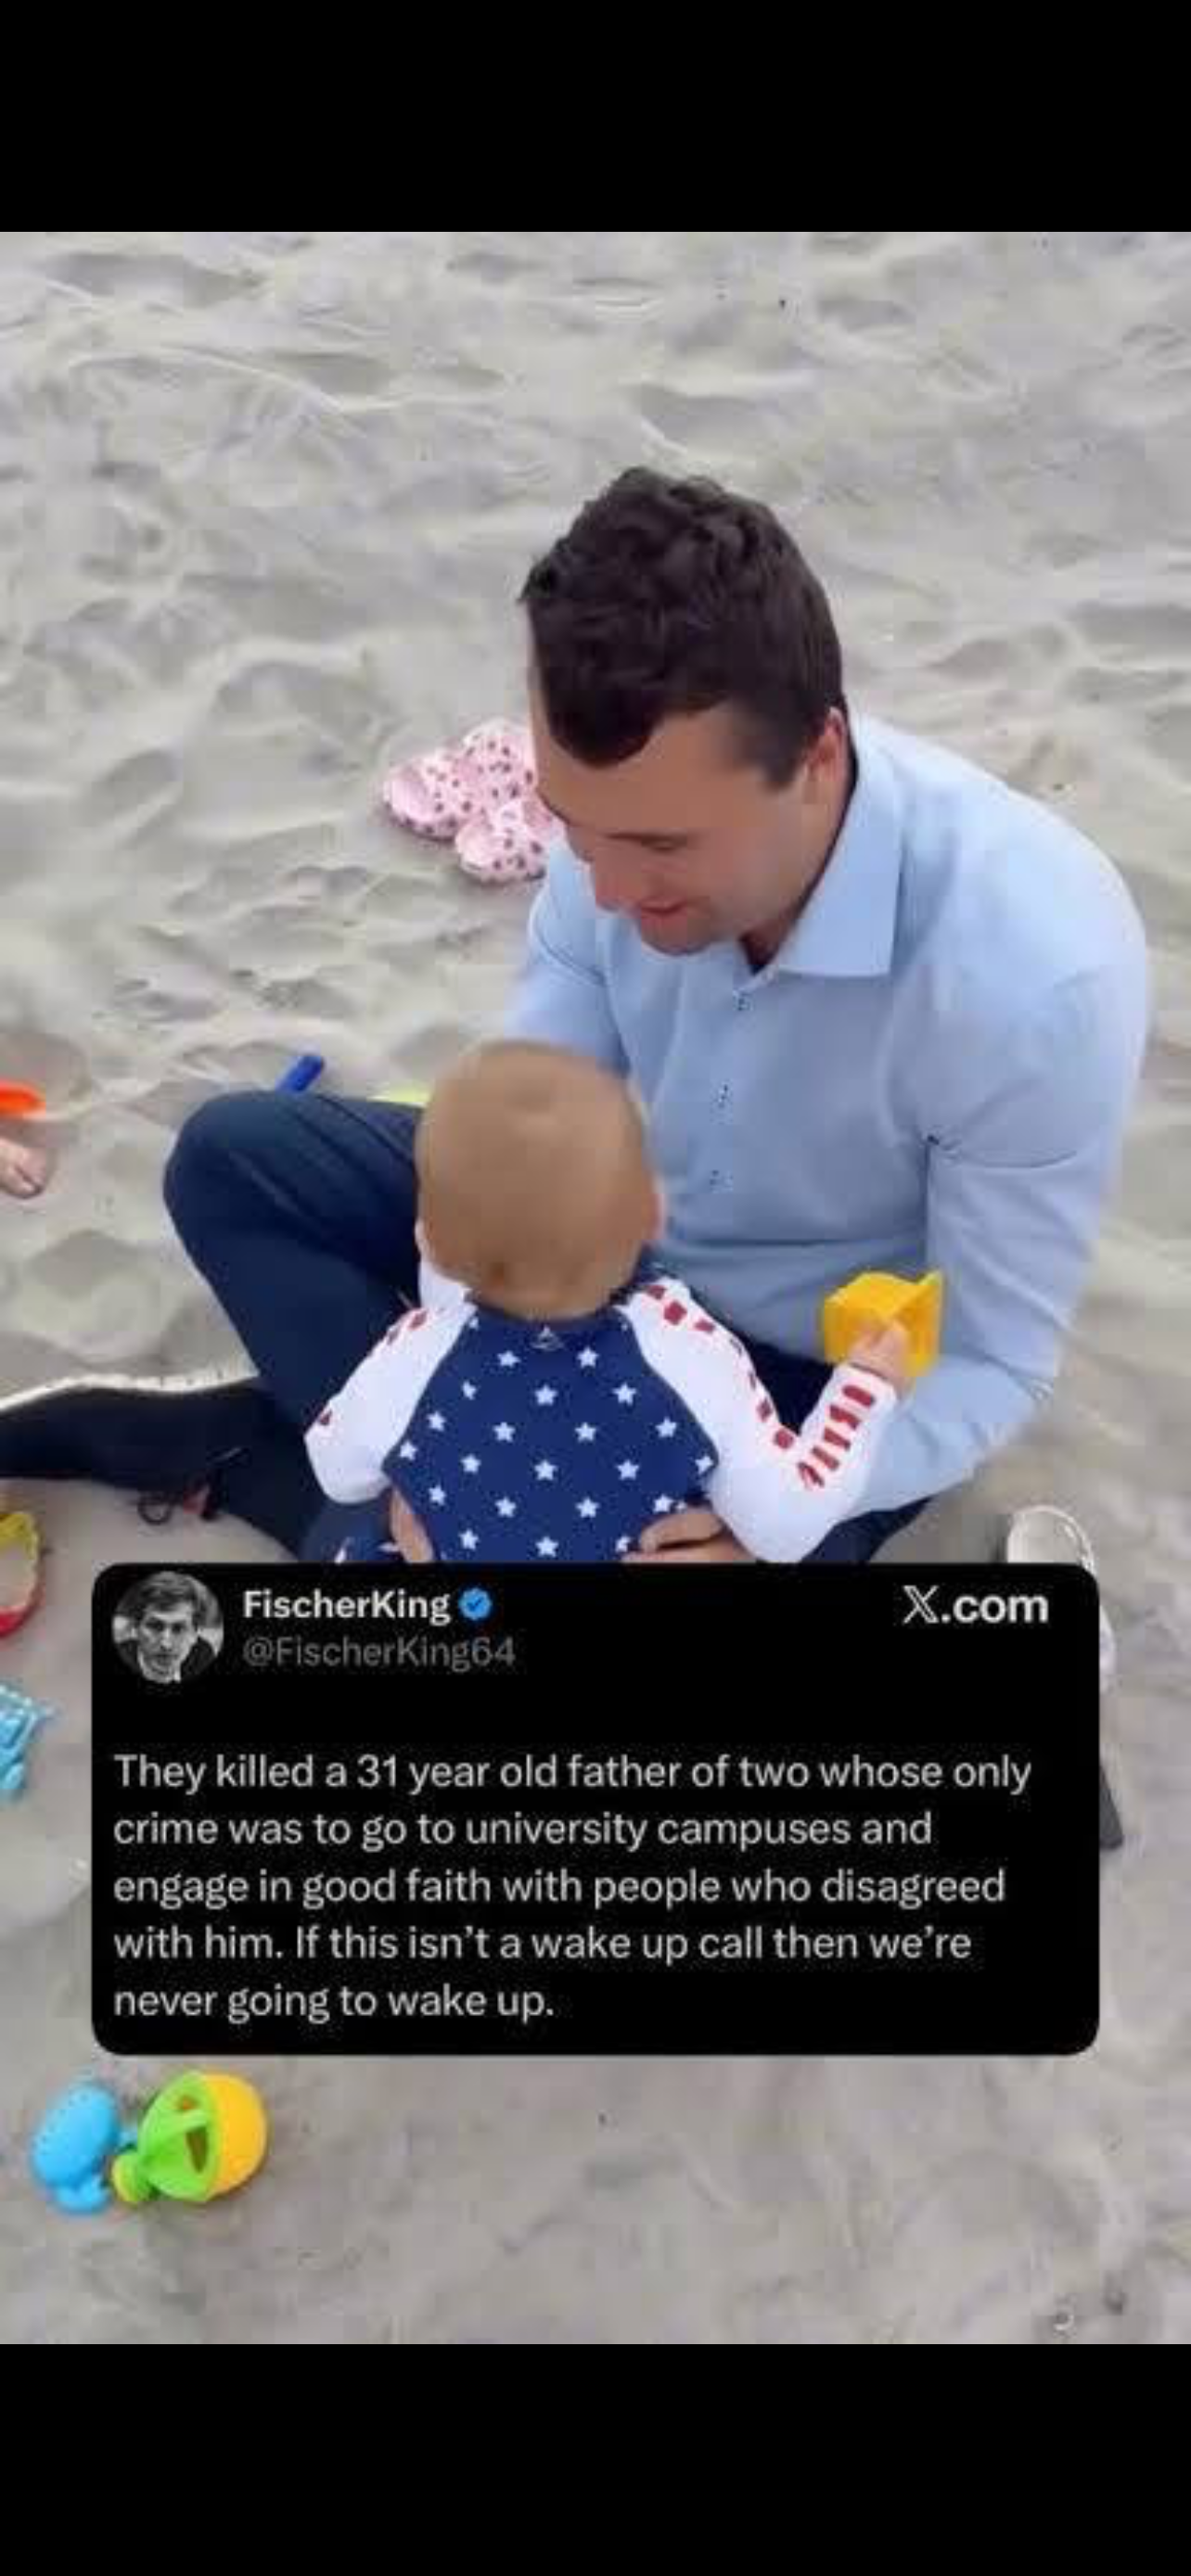 FischerKing
X.com
@FischerKing64
They killed a 31 year old father of two whose only
crime was to go to university campuses and
engage in good faith with people who disagreed
with him. If this isn’t a wake up call then we’re
never going to wake up.